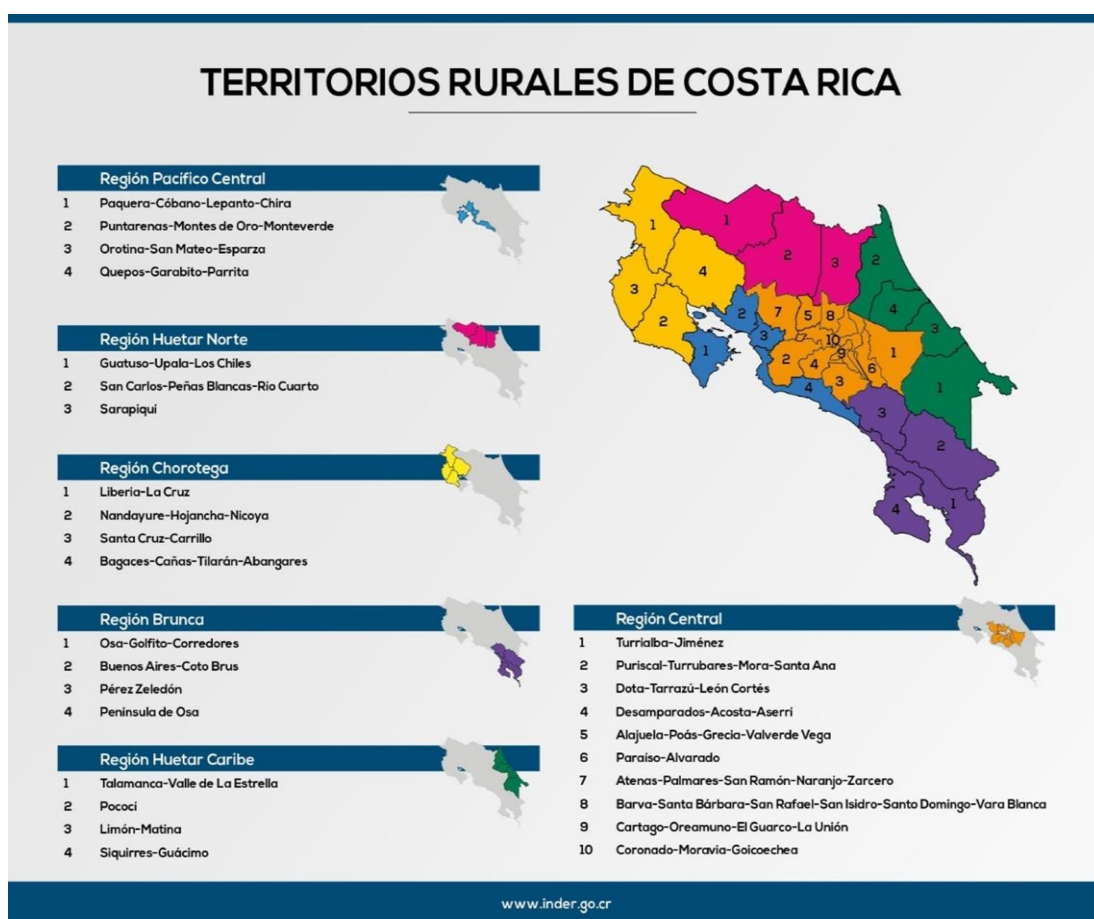 TERRITORIOS RURALES DE COSTA RICA
Región Pacífico Central
1 Paquera-Cóbano-Lepanto-Chira
2 Puntarenas-Montes de Oro-Monteverde
3 Orotina-San Mateo-Esparza
4 Quepos-Garabito-Parrita
Región Huetar Norte
1 Guatuso-Upala-Los Chiles
2 San Carlos-Peñas Blancas-Río Cuarto
3 Sarapiquí
Región Chorotega
1 Liberia-La Cruz
2 Nandayure-Hojancha-Nicoya
3 Santa Cruz-Carrillo
4 Bagaces-Cañas-Tilarán-Abangares
Región Brunca
1 Osa-Golfito-Corredores
2 Buenos Aires-Coto Brus
3 Pérez Zeledón
4 Península de Osa
Región Huetar Caribe
1 Talamanca-Valle de La Estrella
2 Pococí
3 Limón-Matina
4 Siquirres-Guácimo
1
1
2
3
2
4
3
4
3
2
2
7
5
8
1
3
10
9
1
2
4
6
3
4
1
3
2
4
1
Región Central
1 Turrialba-Jiménez
2 Puriscal-Turrubares-Mora-Santa Ana
3 Dota-Tarrazú-León Cortés
4 Desamparados-Acosta-Aserrí
5 Alajuela-Poás-Grecia-Valverde Vega
6 Paraíso-Alvarado
7 Atenas-Palmares-San Ramón-Naranjo-Zarcero
8 Barva-Santa Bárbara-San Rafael-San Isidro-Santo Domingo-Vara Blanca
9 Cartago-Oreamuno-El Guarco-La Unión
10 Coronado-Moravia-Goicoechea
www.inder.go.cr